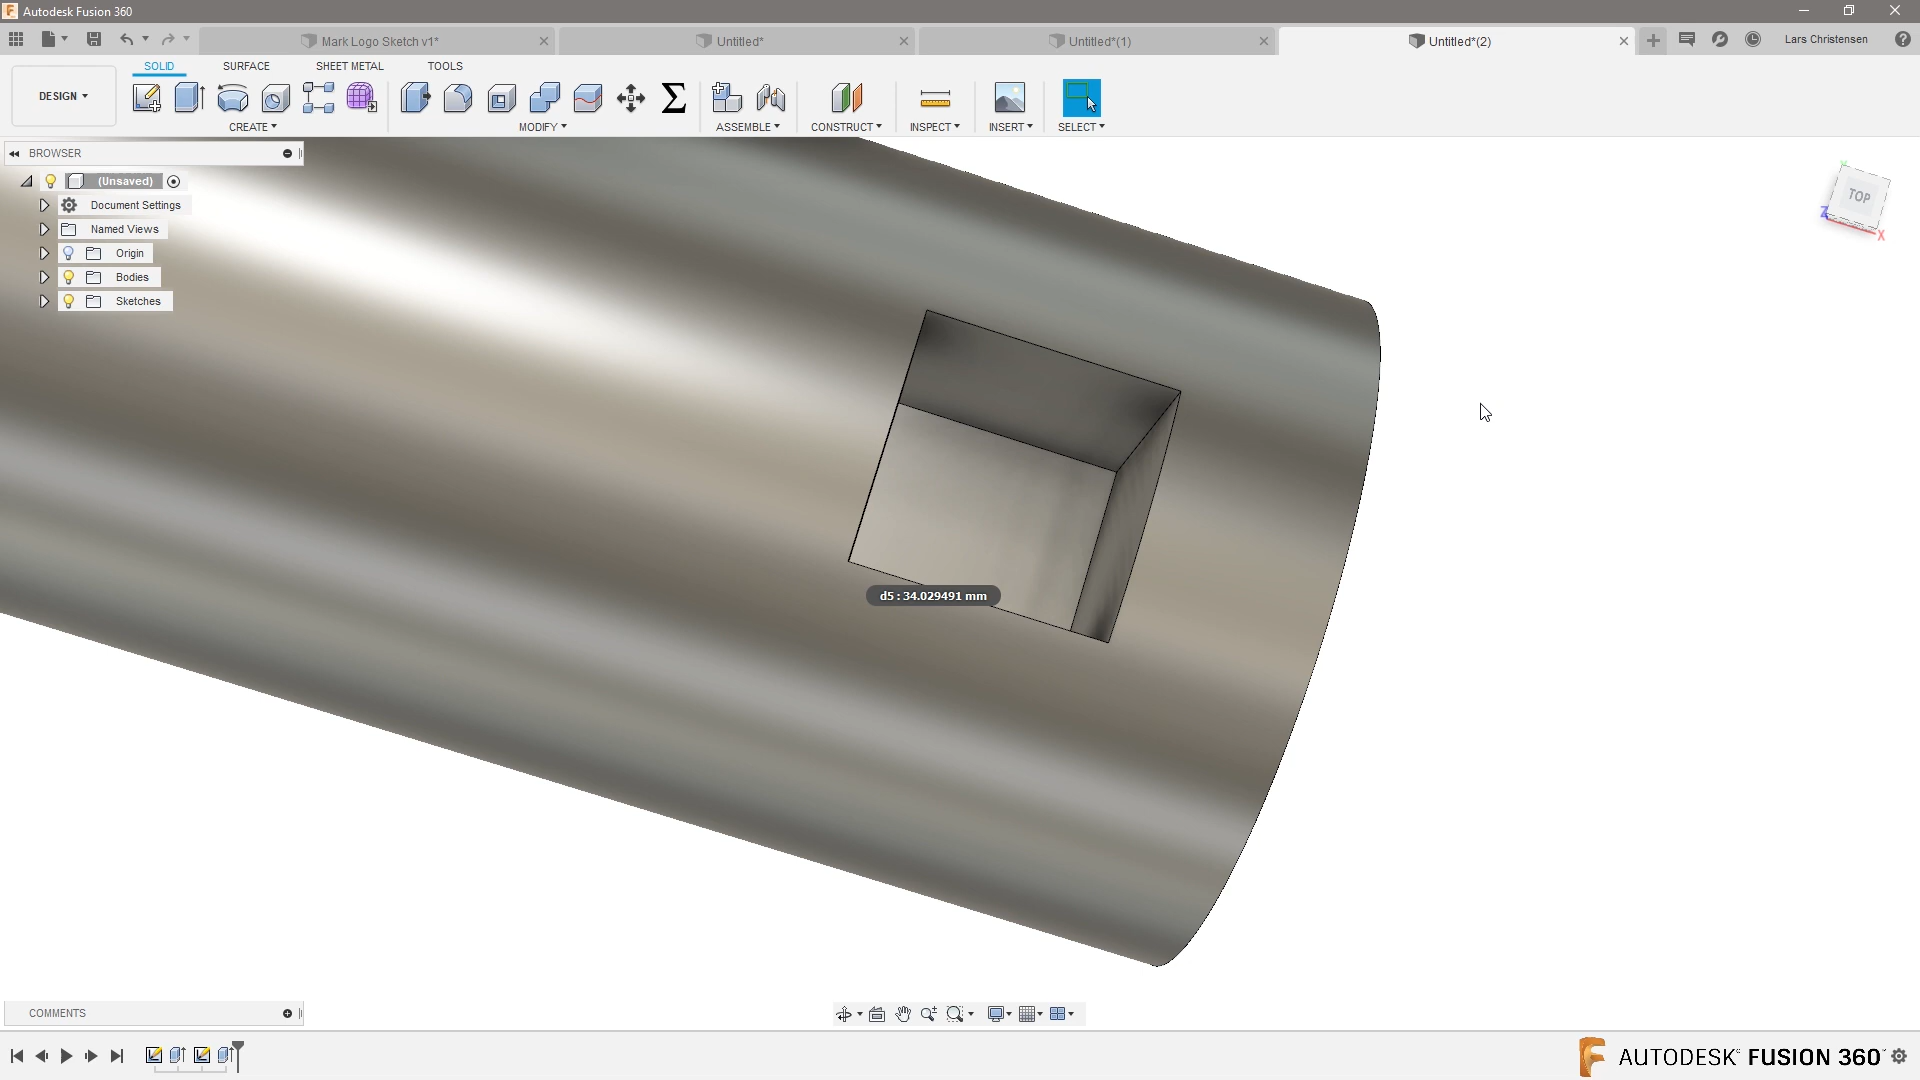 Autodesk Fusion 360
Mark Logo Sketch v1*
Untitled*
Untitled*(1)
Untitled*(2)
Lars Christensen
SOLID
SURFACE
SHEET METAL
TOOLS
DESIGN
CREATE
MODIFY
ASSEMBLE
CONSTRUCT
INSPECT
INSERT
SELECT
BROWSER
(Unsaved)
Document Settings
Named Views
Origin
Bodies
Sketches
TOP
Z
X
d5 : 34.029491 mm
COMMENTS
AUTODESK FUSION 360